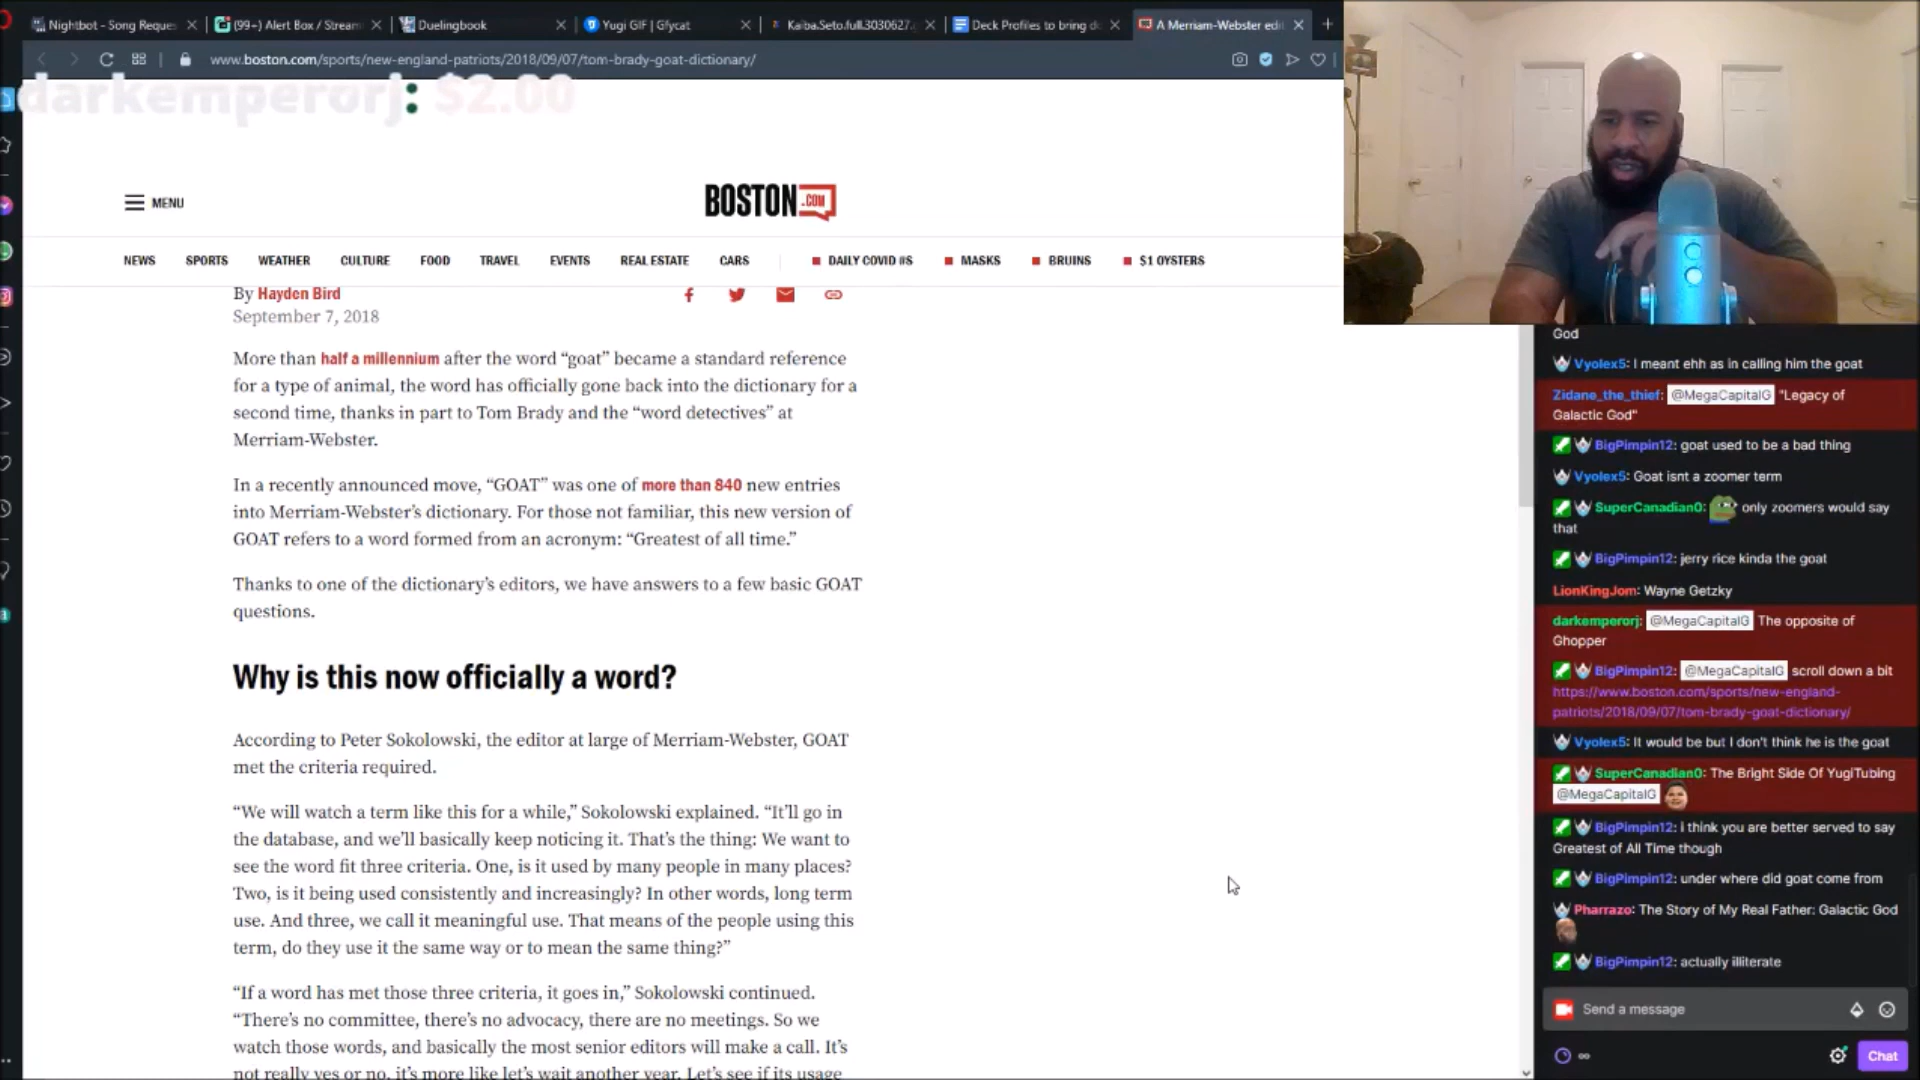 Nightbot - Song Reques
(99+) Alert Box / Stream
Duelingbook
Yugi GIF | Gfycat
Kaiba.Seto.full.3030627.
Deck Profiles to bring d
A Merriam-Webster edi
www.boston.com/sports/new-england-patriots/2018/09/07/tom-brady-goat-dictionary/
darkemperorj: $2.00
MENU
BOSTON.COM
NEWS SPORTS WEATHER CULTURE FOOD TRAVEL EVENTS REAL ESTATE CARS DAILY COVID #S MASKS BRUINS $1 OYSTERS
By Hayden Bird
September 7, 2018
More than half a millennium after the word “goat” became a standard reference
for a type of animal, the word has officially gone back into the dictionary for a
second time, thanks in part to Tom Brady and the “word detectives” at
Merriam-Webster.
In a recently announced move, “GOAT” was one of more than 840 new entries
into Merriam-Webster’s dictionary. For those not familiar, this new version of
GOAT refers to a word formed from an acronym: “Greatest of all time.”
Thanks to one of the dictionary’s editors, we have answers to a few basic GOAT
questions.
Why is this now officially a word?
According to Peter Sokolowski, the editor at large of Merriam-Webster, GOAT
met the criteria required.
“We will watch a term like this for a while,” Sokolowski explained. “It’ll go in
the database, and we’ll basically keep noticing it. That’s the thing: We want to
see the word fit three criteria. One, is it used by many people in many places?
Two, is it being used consistently and increasingly? In other words, long term
use. And three, we call it meaningful use. That means of the people using this
term, do they use it the same way or to mean the same thing?”
“If a word has met those three criteria, it goes in,” Sokolowski continued.
“There’s no committee, there’s no advocacy, there are no meetings. So we
watch those words, and basically the most senior editors will make a call. It’s
not really yes or no, it’s more like let’s wait another year. Let’s see if its usage
God
Vyolex5: I meant ehh as in calling him the goat
Zidane_the_thief: @MegaCapitalG "Legacy of
Galactic God"
BigPimpin12: goat used to be a bad thing
Vyolex5: Goat isnt a zoomer term
SuperCanadian0: only zoomers would say
that
BigPimpin12: jerry rice kinda the goat
LionKingJom: Wayne Getzky
darkemperorj: @MegaCapitalG The opposite of
Ghopper
BigPimpin12: @MegaCapitalG scroll down a bit
https://www.boston.com/sports/new-england-
patriots/2018/09/07/tom-brady-goat-dictionary/
Vyolex5: It would be but I don't think he is the goat
SuperCanadian0: The Bright Side Of YugiTubing
@MegaCapitalG
BigPimpin12: i think you are better served to say
Greatest of All Time though
BigPimpin12: under where did goat come from
Pharrazo: The Story of My Real Father: Galactic God
BigPimpin12: actually illiterate
Send a message
Chat